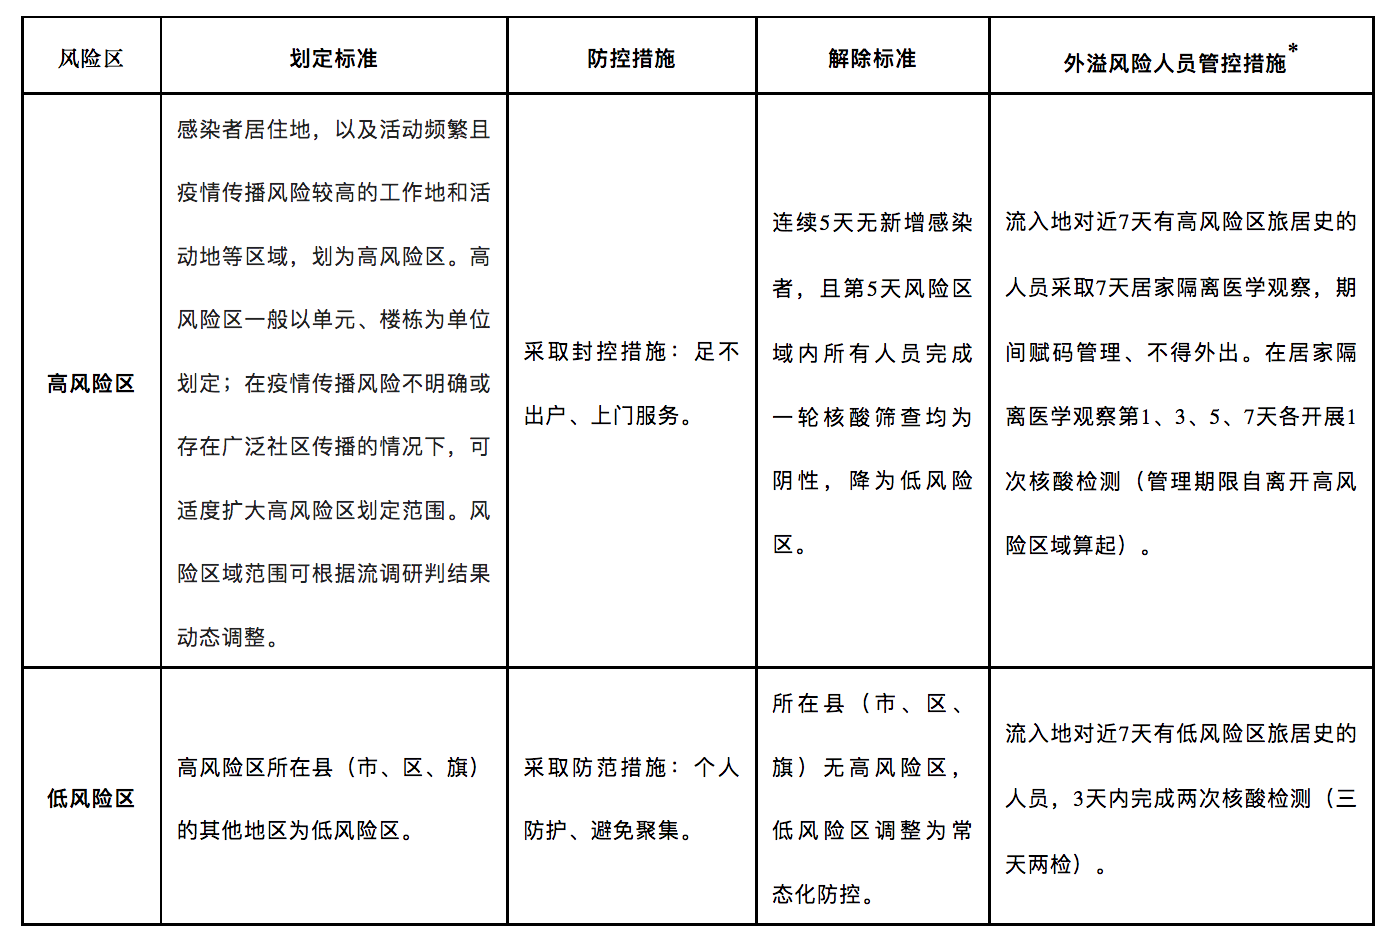 风险区
划定标准
防控措施
解除标准
外溢风险人员管控措施*
高风险区
感染者居住地，以及活动频繁且
疫情传播风险较高的工作地和活
动地等区域，划为高风险区。高
风险区一般以单元、楼栋为单位
划定；在疫情传播风险不明确或
存在广泛社区传播的情况下，可
适度扩大高风险区划定范围。风
险区域范围可根据流调研判结果
动态调整。
采取封控措施：足不
出户、上门服务。
连续5天无新增感染
者，且第5天风险区
域内所有人员完成
一轮核酸筛查均为
阴性，降为低风险
区。
流入地对近7天有高风险区旅居史的
人员采取7天居家隔离医学观察，期
间赋码管理、不得外出。在居家隔
离医学观察第1、3、5、7天各开展1
次核酸检测（管理期限自离开高风
险区域算起）。
低风险区
高风险区所在县（市、区、旗）
的其他地区为低风险区。
采取防范措施：个人
防护、避免聚集。
所在县（市、区、
旗）无高风险区，
低风险区调整为常
态化防控。
流入地对近7天有低风险区旅居史的
人员，3天内完成两次核酸检测（三
天两检）。